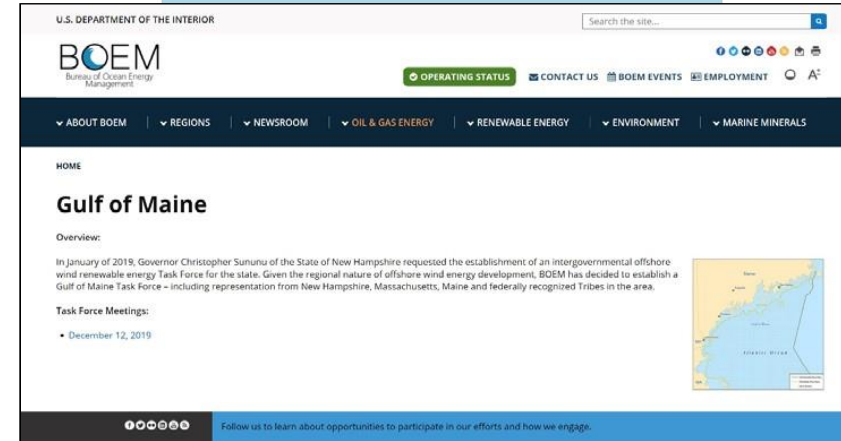 U.S. DEPARTMENT OF THE INTERIOR
Search the site...
BOEM
Bureau of Ocean Energy
Management
OPERATING STATUS
CONTACT US
BOEM EVENTS
EMPLOYMENT
ABOUT BOEM
REGIONS
NEWSROOM
OIL & GAS ENERGY
RENEWABLE ENERGY
ENVIRONMENT
MARINE MINERALS
HOME
Gulf of Maine
Overview:
In January of 2019, Governor Christopher Sununu of the State of New Hampshire requested the establishment of an intergovernmental offshore
wind renewable energy Task Force for the state. Given the regional nature of offshore wind energy development, BOEM has decided to establish a
Gulf of Maine Task Force – including representation from New Hampshire, Massachusetts, Maine and federally recognized Tribes in the area.
Task Force Meetings:
• December 12, 2019
Follow us to learn about opportunities to participate in our efforts and how we engage.